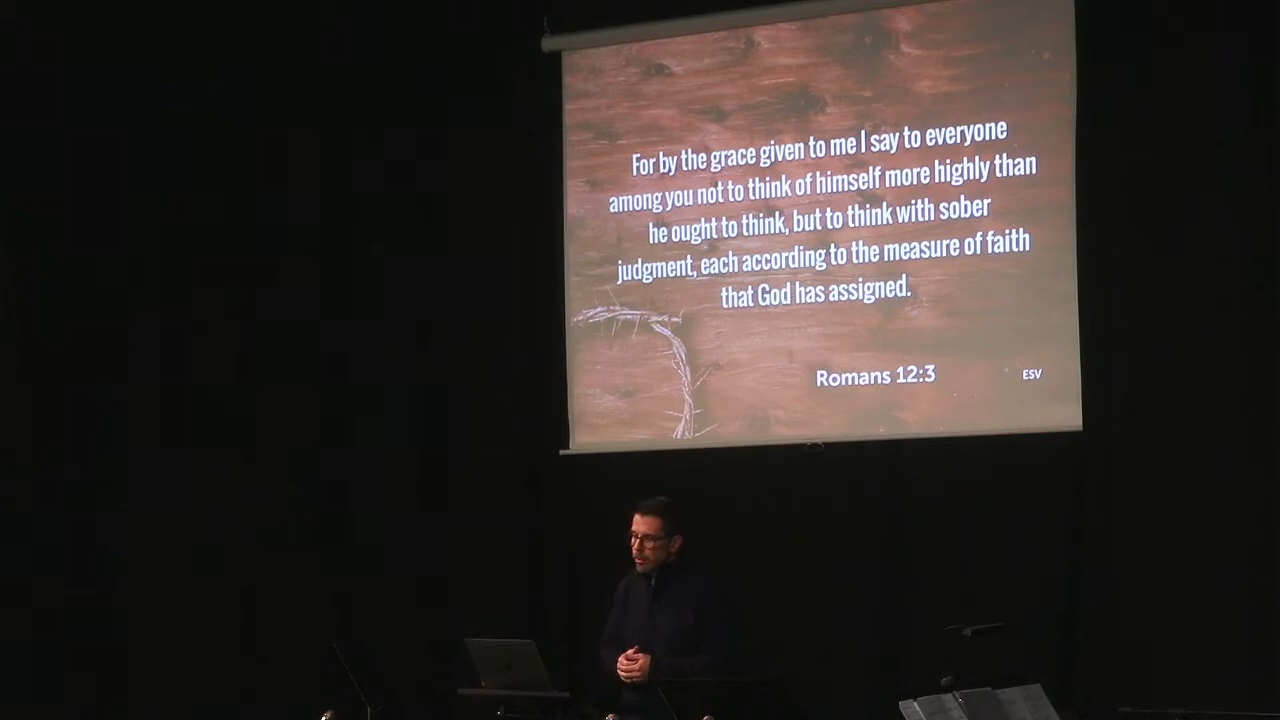 For by the grace given to me I say to everyone
among you not to think of himself more highly than
he ought to think, but to think with sober
judgment, each according to the measure of faith
that God has assigned.
Romans 12:3
ESV